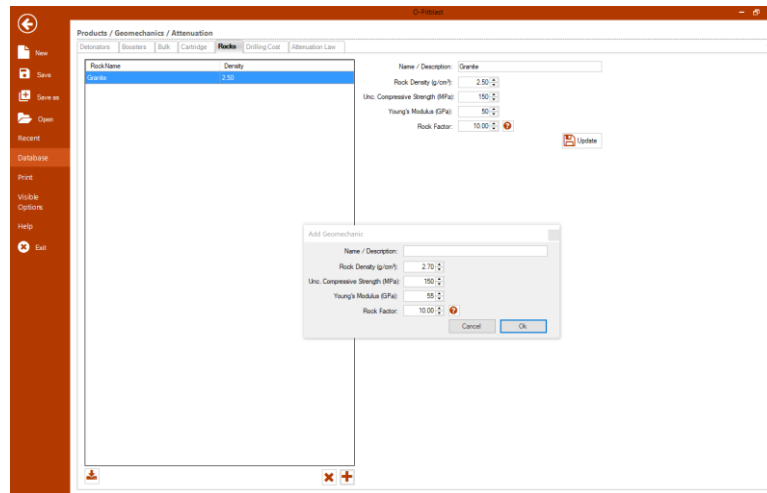 O-Pitblast
Products / Geomechanics / Attenuation
Detonators Boosters Bulk Cartridge Rocks Drilling Cost Attenuation Law
New
Save
Save as
Open
Recent
Database
Print
Visible
Options
Help
Exit
RockName Density
Granite 2.50
Name / Description: Granite
Rock Density (g/cm³): 2.50
Unc. Compressive Strength (MPa): 150
Young's Modulus (GPa): 50
Rock Factor: 10.00
Update
Add Geomechanic
Name / Description:
Rock Density (g/cm³): 2.70
Unc. Compressive Strength (MPa): 150
Young's Modulus (GPa): 55
Rock Factor: 10.00
Cancel Ok